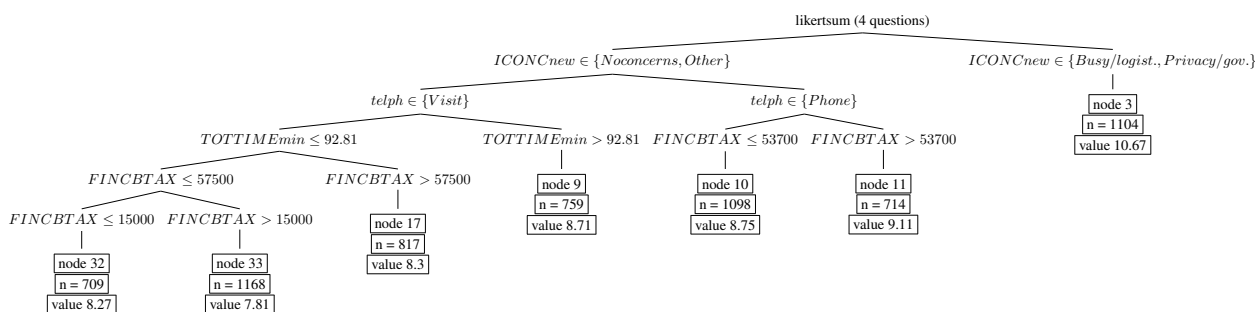 likertsum (4 questions)
ICONCnew ∈ {Noconcerns, Other}
ICONCnew ∈ {Busy/logist., Privacy/gov.}
telph ∈ {Visit}
telph ∈ {Phone}
node 3
n = 1104
value 10.67
TOTTIMEmin ≤ 92.81
TOTTIMEmin > 92.81
FINCBTAX ≤ 53700
FINCBTAX > 53700
FINCBTAX ≤ 57500
FINCBTAX > 57500
node 9
n = 759
value 8.71
node 10
n = 1098
value 8.75
node 11
n = 714
value 9.11
FINCBTAX ≤ 15000
FINCBTAX > 15000
node 17
n = 817
value 8.3
node 32
n = 709
value 8.27
node 33
n = 1168
value 7.81